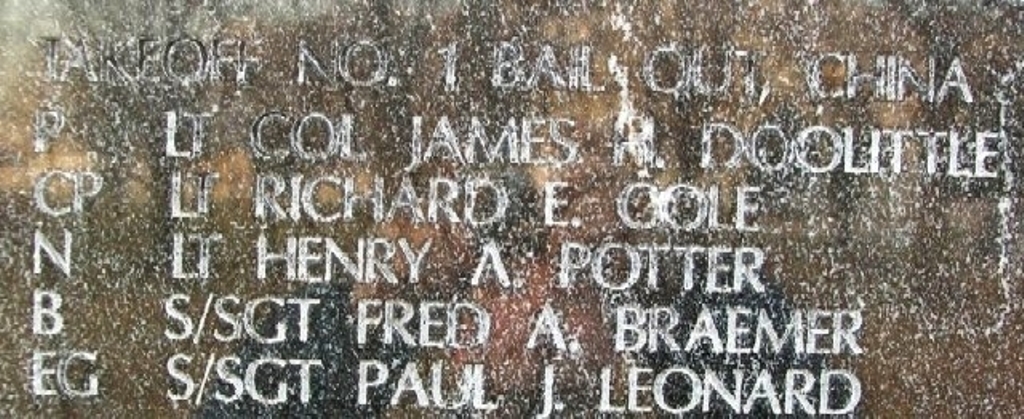 TAKEOFF NO. 1 BAIL OUT, CHINA
P LT COL JAMES H. DOOLITTLE
CP LT RICHARD E. COLE
N LT HENRY A. POTTER
B S/SGT FRED A. BRAEMER
EG S/SGT PAUL J. LEONARD